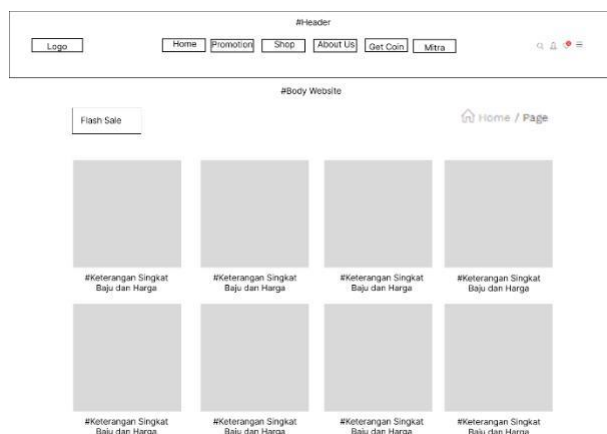 #Header
Logo
Home Promotion Shop About Us Get Coin Mitra
#Body Website
Flash Sale
Home / Page
#Keterangan Singkat #Keterangan Singkat #Keterangan Singkat #Keterangan Singkat
Baju dan Harga Baju dan Harga Baju dan Harga Baju dan Harga
#Keterangan Singkat #Keterangan Singkat #Keterangan Singkat #Keterangan Singkat
Baju dan Harga Baju dan Harga Baju dan Harga Baju dan Harga